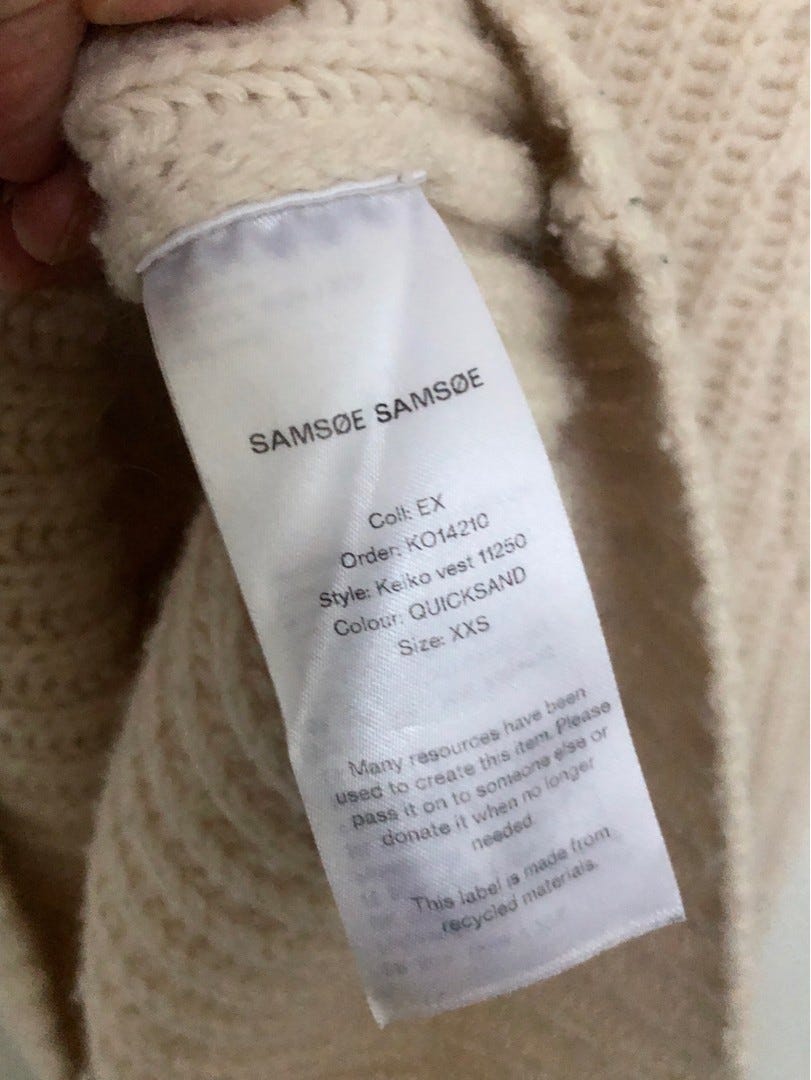 SAMSØE SAMSØE
Coll: EX
Order: KO14210
Style: Keiko vest 11250
Colour: QUICKSAND
Size: XXS
Many resources have been
used to create this item. Please
pass it on to someone else or
donate it when no longer
needed.
This label is made from
recycled materials.